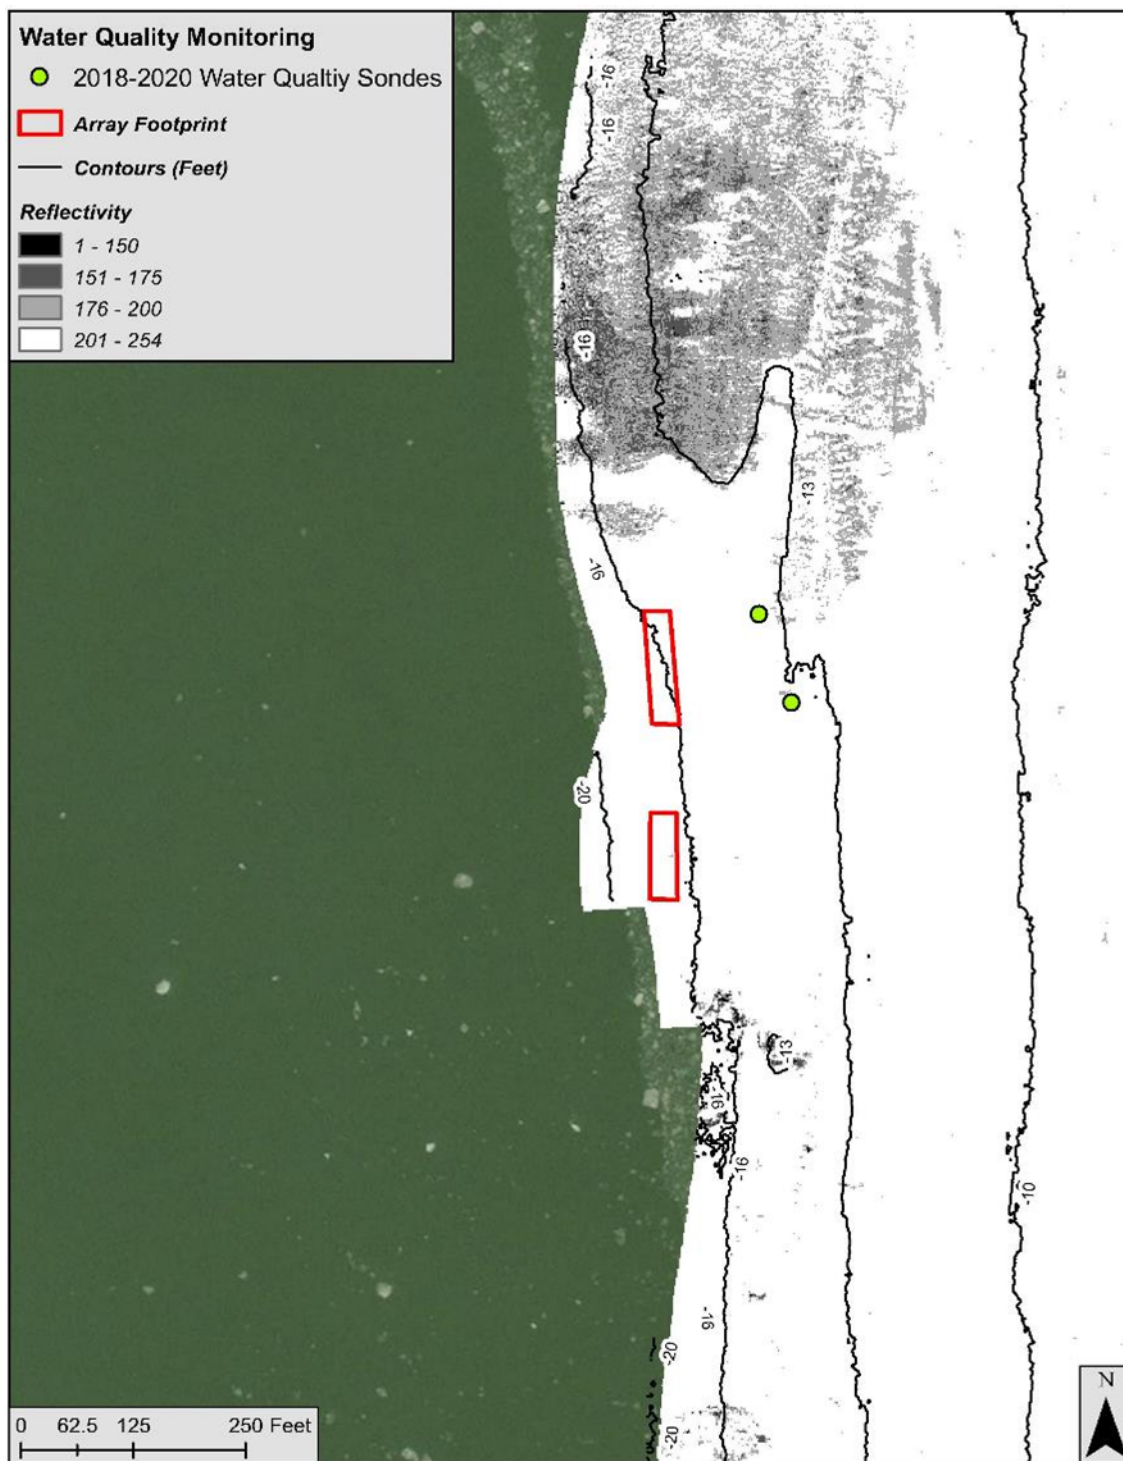 Water Quality Monitoring
2018-2020 Water Qualtiy Sondes
Array Footprint
Contours (Feet)
Reflectivity
1 - 150
151 - 175
176 - 200
201 - 254
-16
-16
-16
-13
-16
-20
-13
-16
-16
-10
-16
-20
-20
0 62.5 125 250 Feet
N